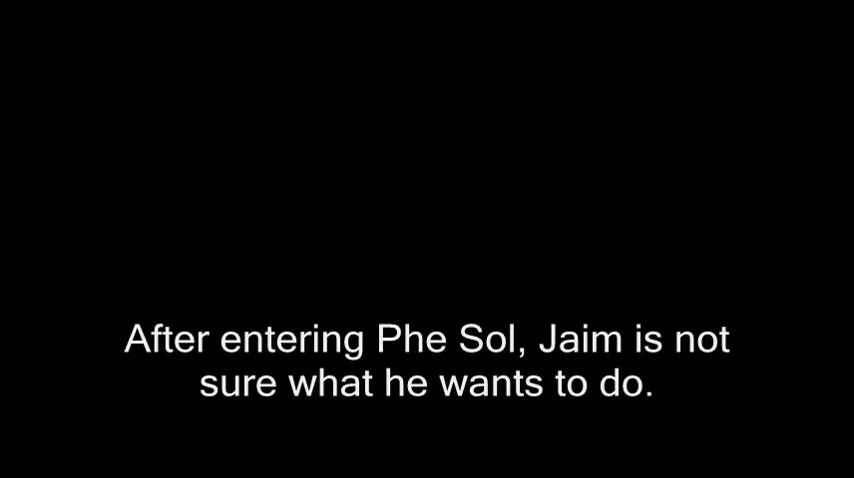 After entering Phe Sol, Jaim is not
sure what he wants to do.